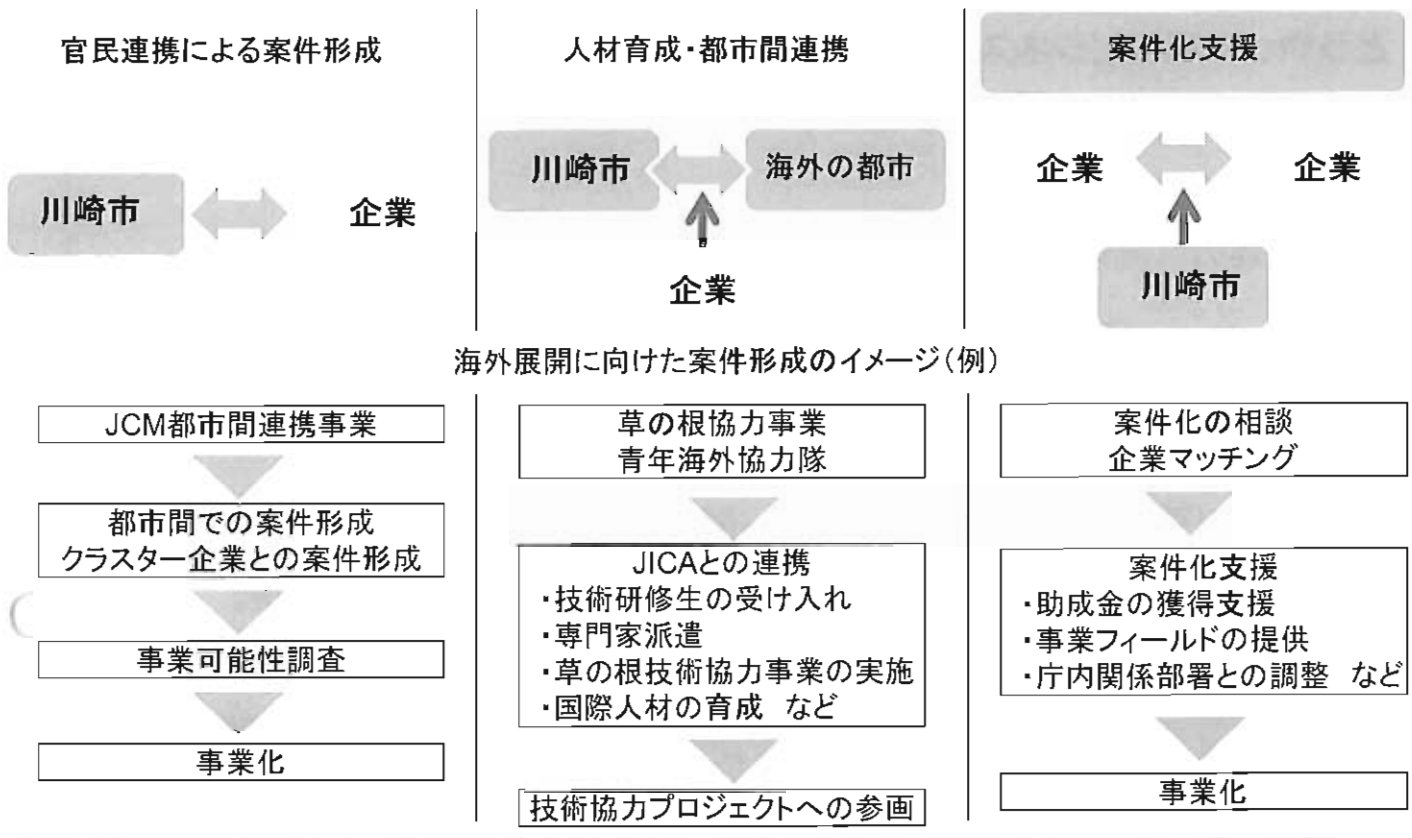 官民連携による案件形成
川崎市
企業
人材育成・都市間連携
川崎市
海外の都市
企業
案件化支援
企業
企業
川崎市
海外展開に向けた案件形成のイメージ（例）
JCM都市間連携事業
都市間での案件形成
クラスター企業との案件形成
事業可能性調査
事業化
草の根協力事業
青年海外協力隊
JICAとの連携
・技術研修生の受け入れ
・専門家派遣
・草の根技術協力事業の実施
・国際人材の育成　など
技術協力プロジェクトへの参画
案件化の相談
企業マッチング
案件化支援
・助成金の獲得支援
・事業フィールドの提供
・庁内関係部署との調整　など
事業化